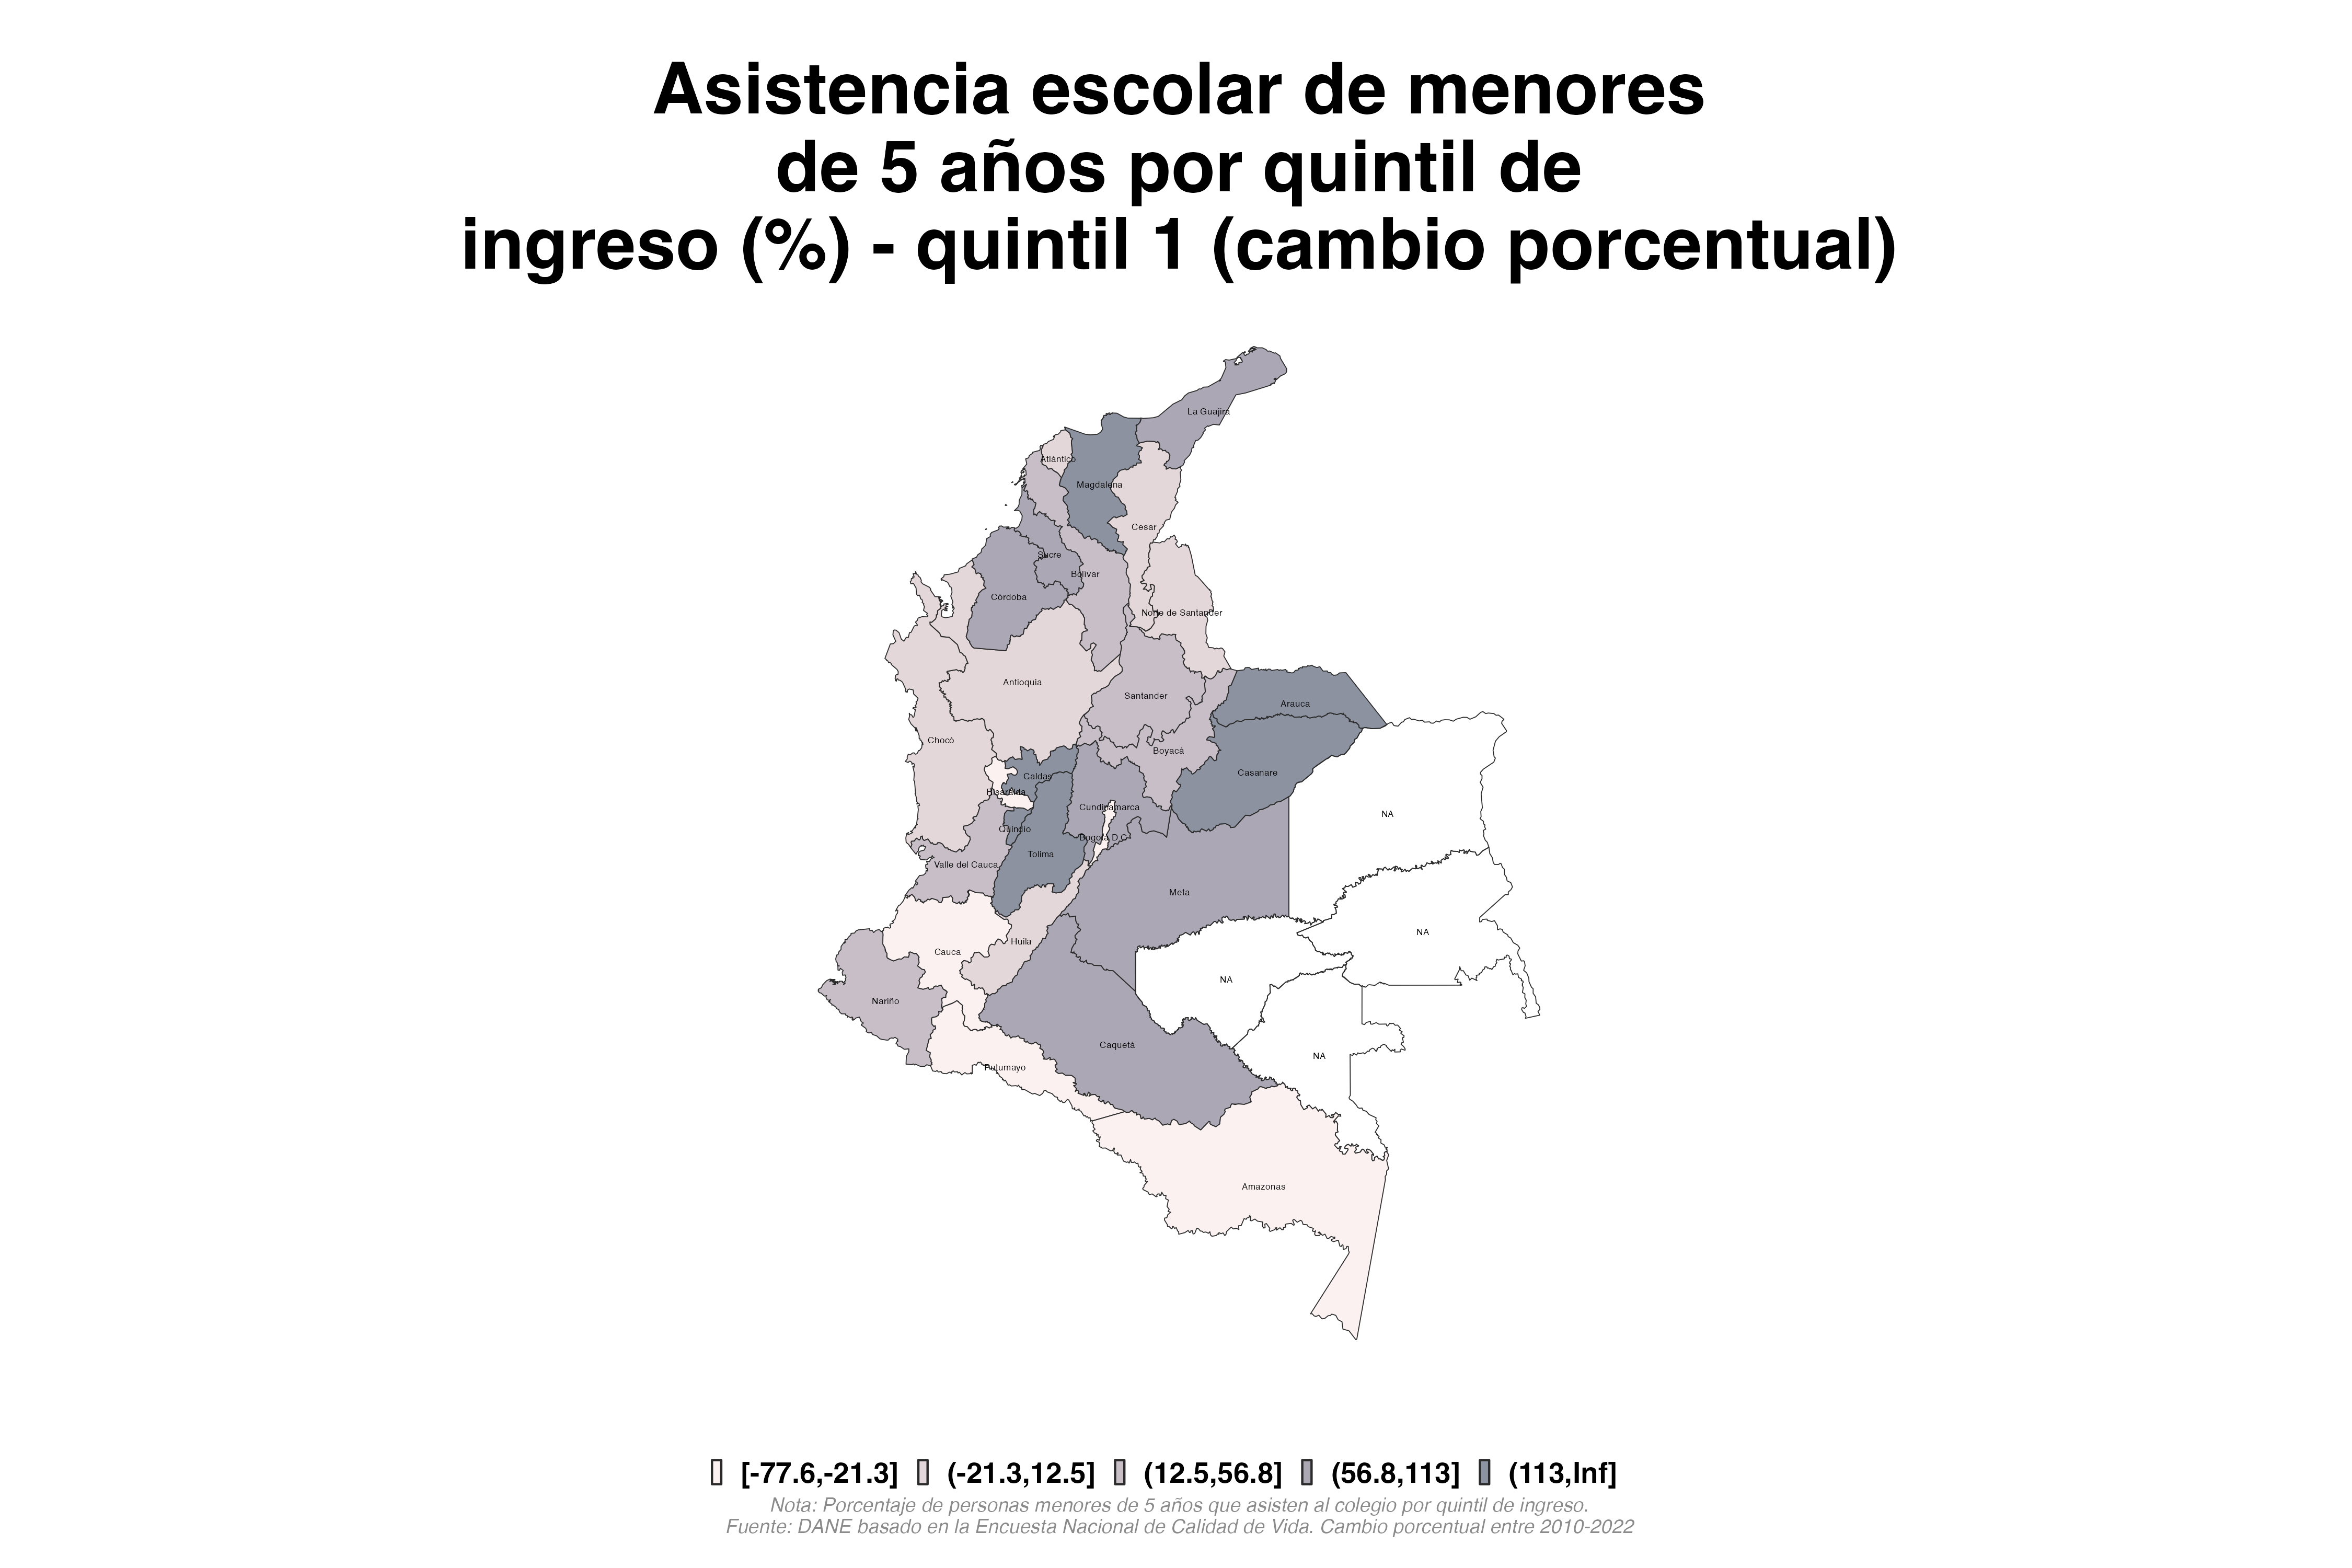 Asistencia escolar de menores
de 5 años por quintil de
ingreso (%) - quintil 1 (cambio porcentual)
La Guajira
Atlántico
Magdalena
Cesar
Sucre
Bolívar
Córdoba
Norte de Santander
Antioquia
Santander
Arauca
Chocó
Boyacá
Casanare
Caldas
Risaralda
Cundinamarca
NA
Quindío
Bogotá D.C.
Tolima
Valle del Cauca
Meta
NA
Huila
Cauca
NA
Nariño
Caquetá
NA
Putumayo
Amazonas
[-77.6,-21.3] (-21.3,12.5] (12.5,56.8] (56.8,113] (113,Inf]
Nota: Porcentaje de personas menores de 5 años que asisten al colegio por quintil de ingreso.
Fuente: DANE basado en la Encuesta Nacional de Calidad de Vida. Cambio porcentual entre 2010-2022